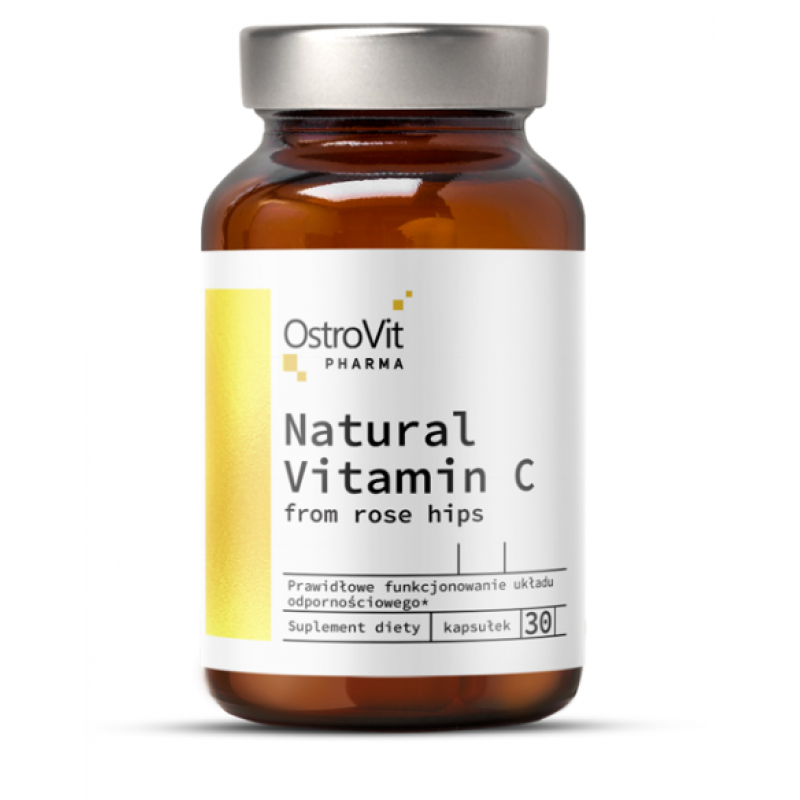 OstroVit
PHARMA
Natural
Vitamin C
from rose hips
Prawidłowe funkcjonowanie układu
odpornościowego*
Suplement diety kapsułek 30